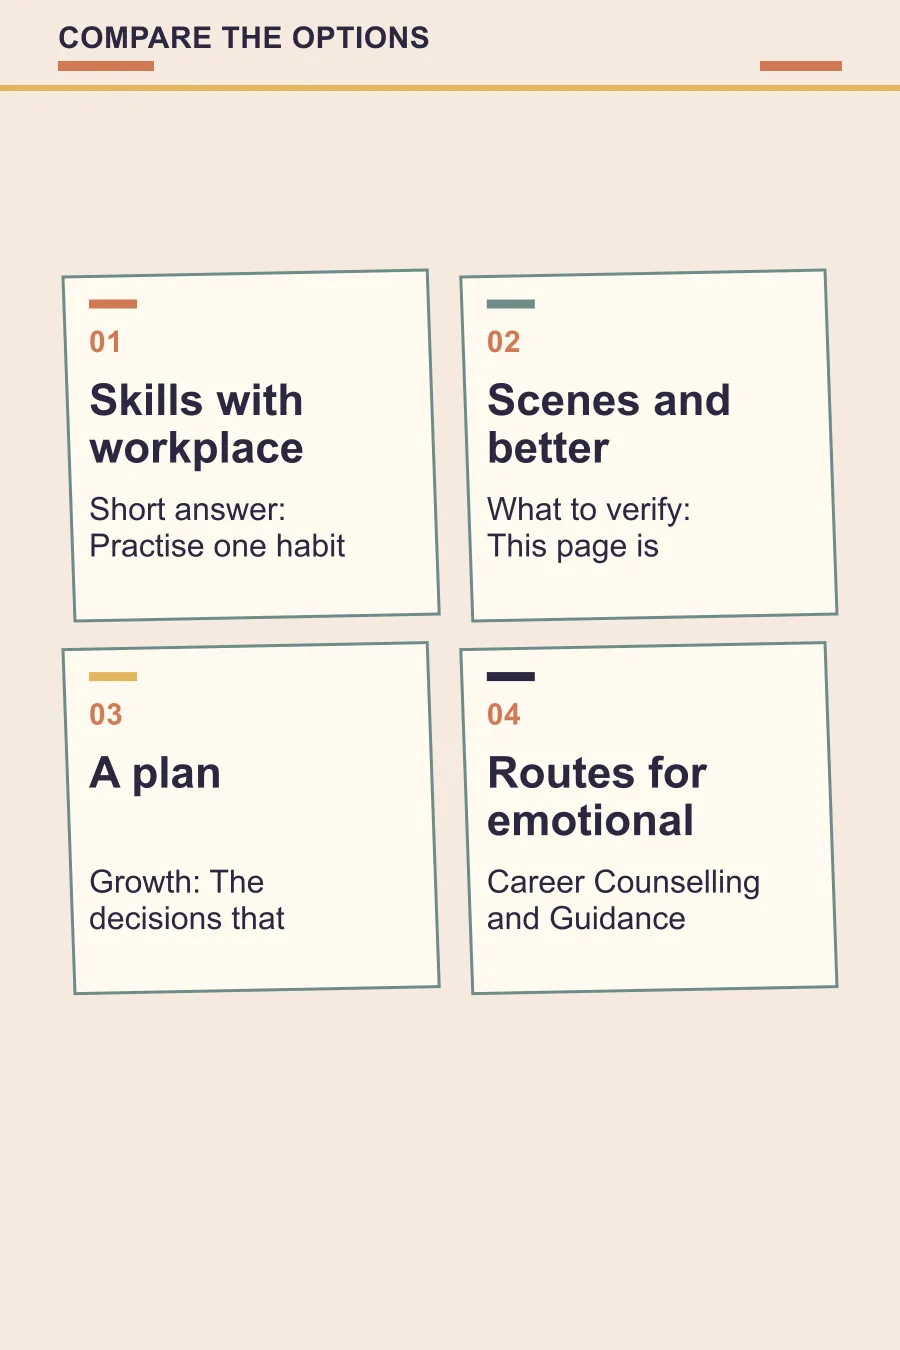 COMPARE THE OPTIONS
01
Skills with
workplace
Short answer:
Practise one habit
02
Scenes and
better
What to verify:
This page is
03
A plan
Growth: The
decisions that
04
Routes for
emotional
Career Counselling
and Guidance